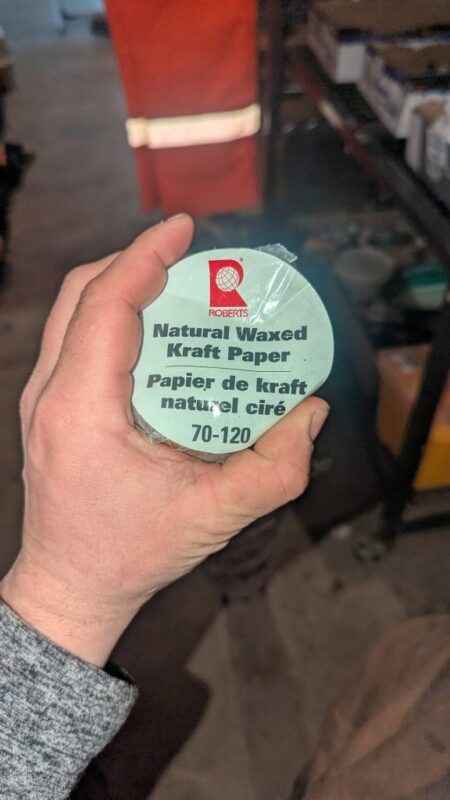 ROBERTS
Natural Waxed
Kraft Paper
Papier de kraft
naturel ciré
70-120